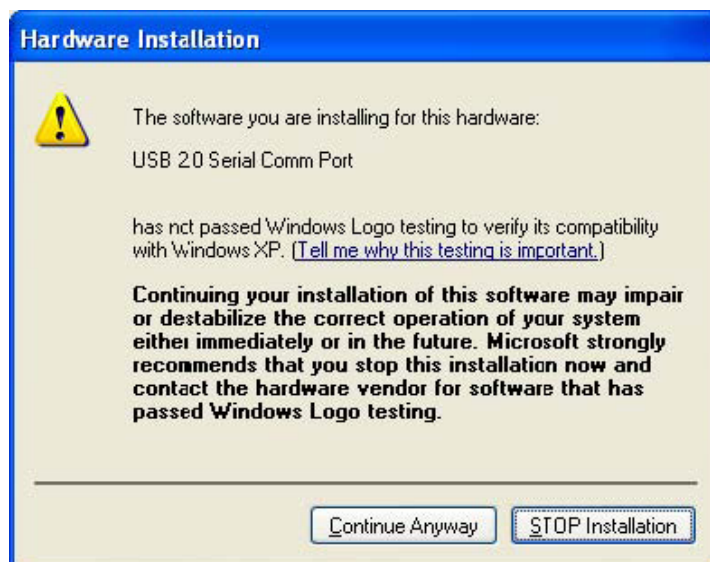 Hardware Installation
The software you are installing for this hardware:
USB 2.0 Serial Comm Port
has not passed Windows Logo testing to verify its compatibility
with Windows XP. (Tell me why this testing is important.)
Continuing your installation of this software may impair
or destabilize the correct operation of your system
either immediately or in the future. Microsoft strongly
recommends that you stop this installation now and
contact the hardware vendor for software that has
passed Windows Logo testing.
Continue Anyway
STOP Installation